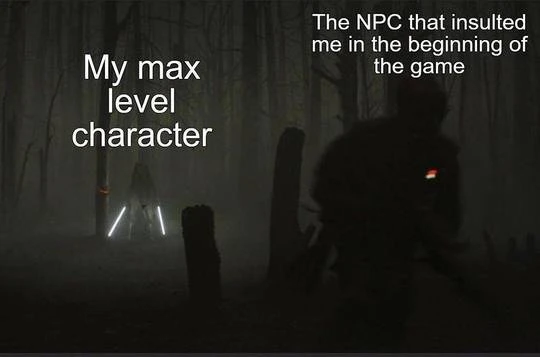 My max
level
character
The NPC that insulted
me in the beginning of
the game